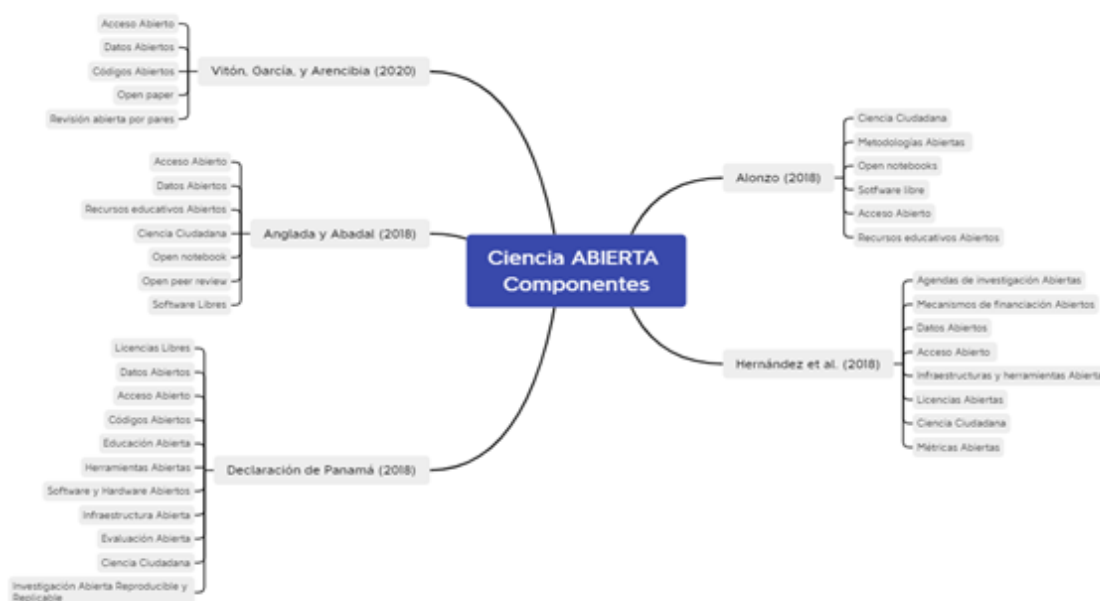 Acceso Abierto
Datos Abiertos
Códigos Abiertos
Open paper
Revisión abierta por pares
Vitón, García, y Arencibia (2020)
Acceso Abierto
Datos Abiertos
Recursos educativos Abiertos
Ciencia Ciudadana
Open notebook
Open peer review
Software Libres
Anglada y Abadal (2018)
Licencias Libres
Datos Abiertos
Acceso Abierto
Códigos Abiertos
Educación Abierta
Herramientas Abiertas
Software y Hardware Abiertos
Infraestructura Abierta
Evaluación Abierta
Ciencia Ciudadana
Investigación Abierta Reproducible y
Replicable
Declaración de Panamá (2018)
Ciencia ABIERTA
Componentes
Alonzo (2018)
Ciencia Ciudadana
Metodologías Abiertas
Open notebooks
Sotfware libre
Acceso Abierto
Recursos educativos Abiertos
Hernández et al. (2018)
Agendas de investigación Abiertas
Mecanismos de financiación Abiertos
Datos Abiertos
Acceso Abierto
Infraestructuras y herramientas Abierta
Licencias Abiertas
Ciencia Ciudadana
Métricas Abiertas